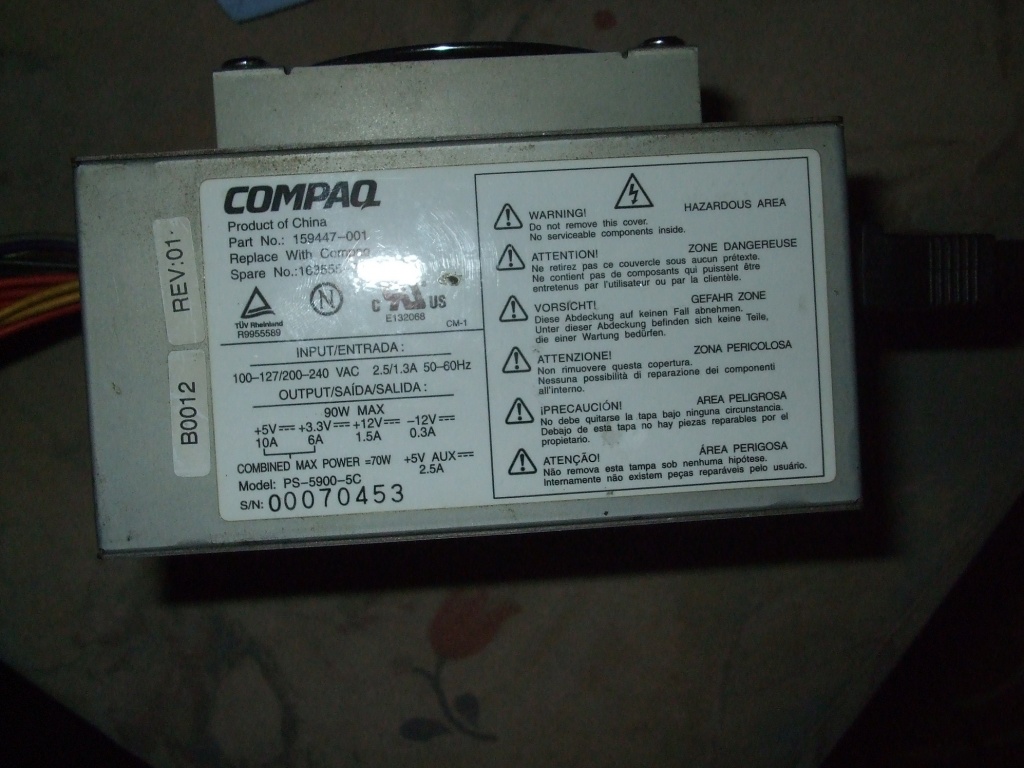 COMPAQ
Product of China
Part No.: 159447-001
Replace With Compaq
Spare No.:
TÜV Rheinland
R9955589
N
C US
E132068
CM-1
INPUT/ENTRADA :
100-127/200-240 VAC 2.5/1.3A 50-60Hz
OUTPUT/SAÍDA/SALIDA :
90W MAX
+5V +3.3V +12V -12V
10A 6A 1.5A 0.3A
COMBINED MAX POWER =70W +5V AUX
2.5A
Model: PS-5900-5C
S/N: 00070453
REV:01
B0012
WARNING! HAZARDOUS AREA
Do not remove this cover.
No serviceable components inside.
ATTENTION! ZONE DANGEREUSE
Ne retirez pas ce couvercle sous aucun prétexte.
Ne contient pas de composants qui puissent être
entretenus par l'utilisateur ou par la clientèle.
VORSICHT! GEFAHR ZONE
Diese Abdeckung auf keinen Fall abnehmen.
Unter dieser Abdeckung befinden sich keine Teile,
die einer Wartung bedürfen.
ATTENZIONE! ZONA PERICOLOSA
Non rimuovere questa copertura.
Nessuna possibilità di reparazione dei componenti
all'interno.
¡PRECAUCIÓN! AREA PELIGROSA
No debe quitarse la tapa bajo ninguna circunstancia.
Debajo de esta tapa no hay piezas reparables por el
propietario.
ATENÇÃO! ÁREA PERIGOSA
Não remova esta tampa sob nenhuma hipótese.
Internamente não existem peças reparáveis pelo usuário.